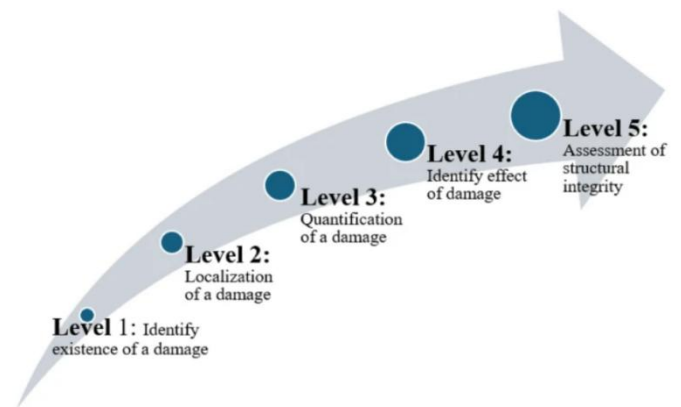 Level 1: Identify
existence of a damage
Level 2:
Localization
of a damage
Level 3:
Quantification
of a damage
Level 4:
Identify effect
of damage
Level 5:
Assessment of
structural
integrity